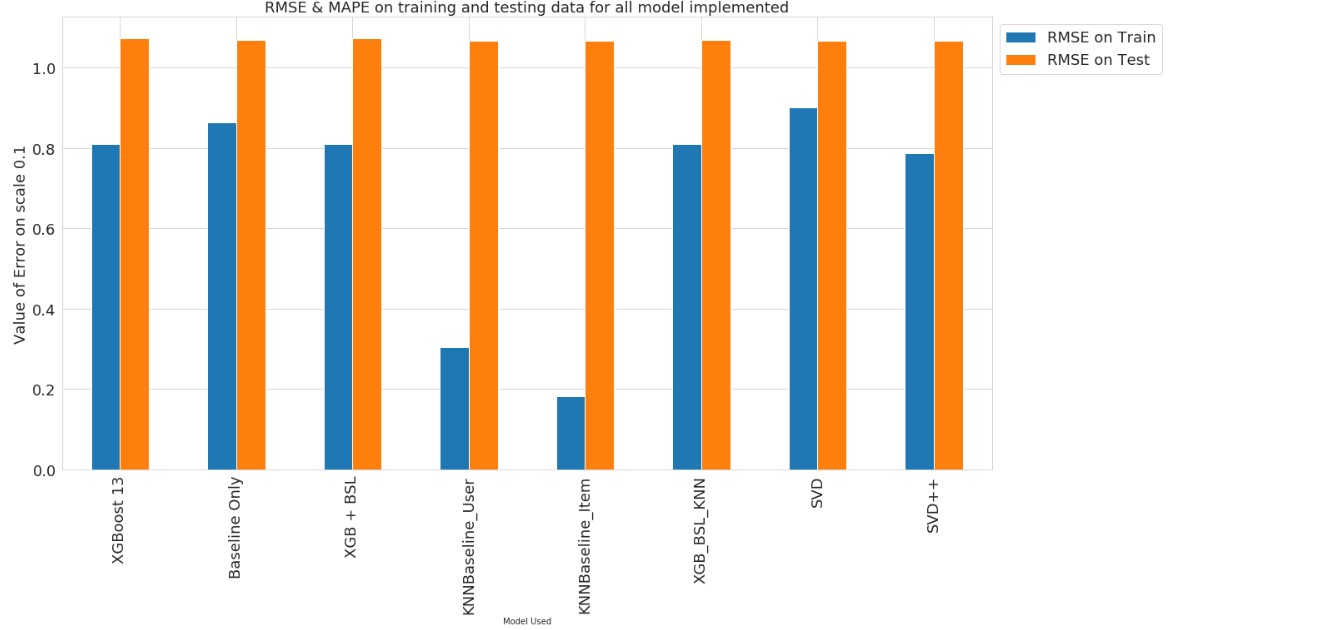 RMSE & MAPE on training and testing data for all model implemented
RMSE on Train
RMSE on Test
Value of Error on scale 0.1
1.0
0.8
0.6
0.4
0.2
0.0
XGBoost 13
Baseline Only
XGB + BSL
KNNBaseline_User
KNNBaseline_Item
XGB_BSL_KNN
SVD
SVD++
Model Used